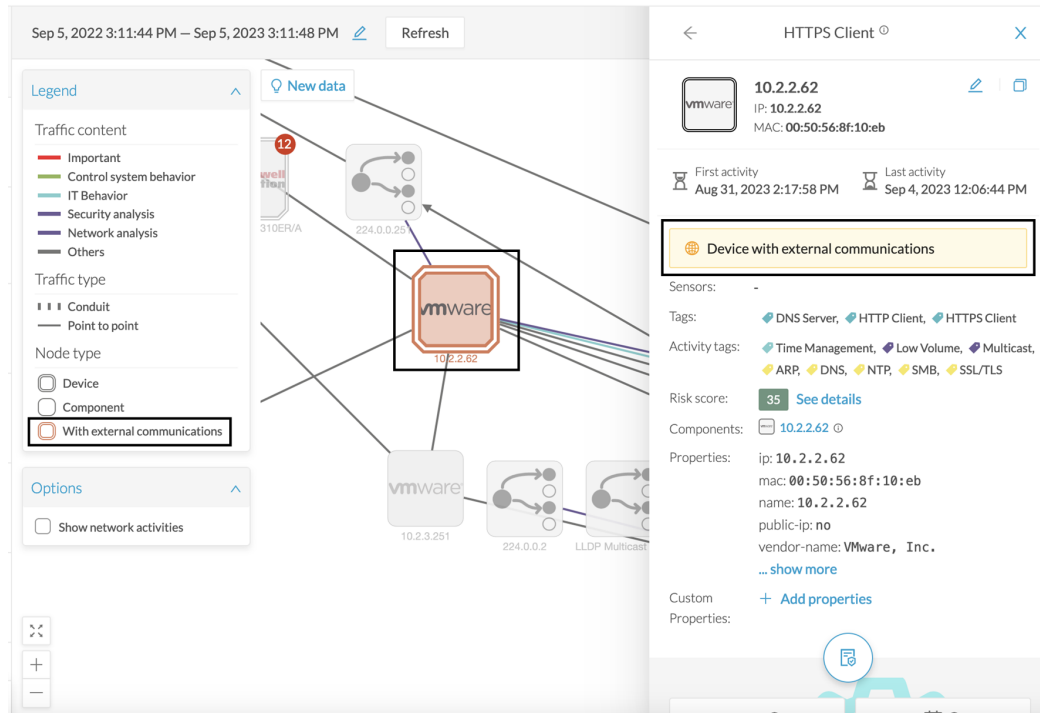 Sep 5, 2022 3:11:44 PM — Sep 5, 2023 3:11:48 PM
Refresh
Legend
Traffic content
Important
Control system behavior
IT Behavior
Security analysis
Network analysis
Others
Traffic type
Conduit
Point to point
Node type
Device
Component
With external communications
Options
Show network activities
New data
12
310ER/A
224.0.0.251
vmware
10.2.2.62
vmware
10.2.3.251
224.0.0.2
LLDP Multicast
HTTPS Client
vmware
10.2.2.62
IP: 10.2.2.62
MAC: 00:50:56:8f:10:eb
First activity
Aug 31, 2023 2:17:58 PM
Last activity
Sep 4, 2023 12:06:44 PM
Device with external communications
Sensors: -
Tags: DNS Server, HTTP Client, HTTPS Client
Activity tags: Time Management, Low Volume, Multicast,
ARP, DNS, NTP, SMB, SSL/TLS
Risk score: 35 See details
Components: 10.2.2.62
Properties: ip: 10.2.2.62
mac: 00:50:56:8f:10:eb
name: 10.2.2.62
public-ip: no
vendor-name: VMware, Inc.
... show more
Custom
Properties:
+ Add properties